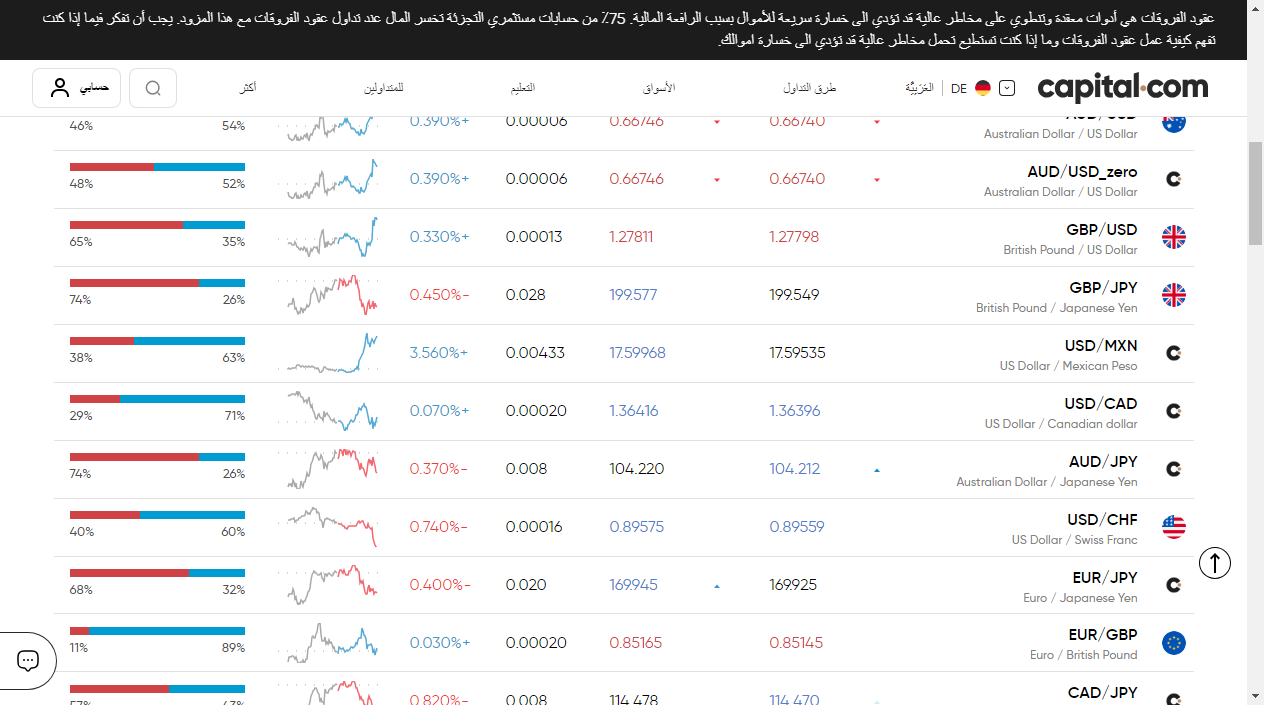 عقود الفروقات هي أدوات معقدة وتنطوي على مخاطر عالية قد تؤدي الى خسارة سريعة للأموال بسبب الرافعة المالية. 75٪ من حسابات مستثمري التجزئة تخسر المال عند تداول عقود الفروقات مع هذا المزود. يجب أن تفكر فيما إذا كنت
تفهم كيفية عمل عقود الفروقات وما إذا كنت تستطيع تحمل مخاطر عالية قد تؤدي الى خسارة اموالك.
capital.com DE العَرَبِيَّة طرق التداول الأسواق التعليم للمتداولين أكثر حسابي
AUD/USD 0.66740 0.66746 0.00006 0.390%+ 54% 46%
Australian Dollar / US Dollar
AUD/USD_zero 0.66740 0.66746 0.00006 0.390%+ 52% 48%
Australian Dollar / US Dollar
GBP/USD 1.27798 1.27811 0.00013 0.330%+ 35% 65%
British Pound / US Dollar
GBP/JPY 199.549 199.577 0.028 0.450%- 26% 74%
British Pound / Japanese Yen
USD/MXN 17.59535 17.59968 0.00433 3.560%+ 63% 38%
US Dollar / Mexican Peso
USD/CAD 1.36396 1.36416 0.00020 0.070%+ 71% 29%
US Dollar / Canadian dollar
AUD/JPY 104.212 104.220 0.008 0.370%- 26% 74%
Australian Dollar / Japanese Yen
USD/CHF 0.89559 0.89575 0.00016 0.740%- 60% 40%
US Dollar / Swiss Franc
EUR/JPY 169.925 169.945 0.020 0.400%- 32% 68%
Euro / Japanese Yen
EUR/GBP 0.85145 0.85165 0.00020 0.030%+ 89% 11%
Euro / British Pound
CAD/JPY 114.470 114.478 0.008 0.820%- 43% 57%